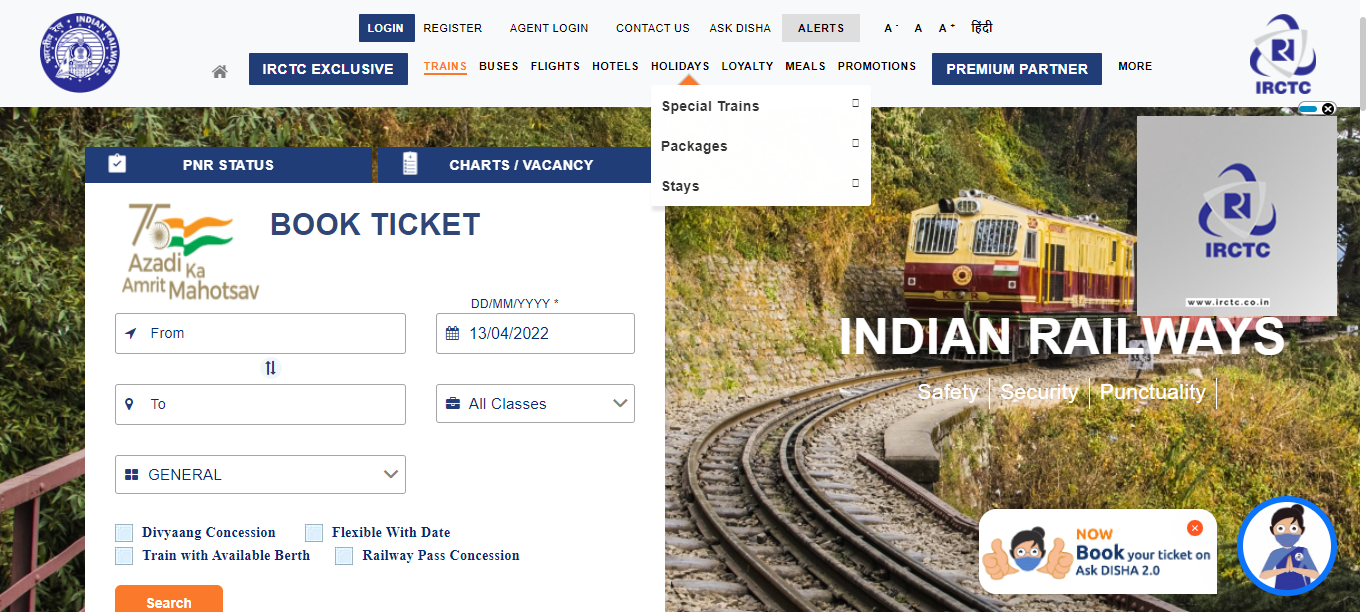 INDIAN RAILWAYS
भारतीय रेल
LOGIN REGISTER AGENT LOGIN CONTACT US ASK DISHA ALERTS A- A A+ हिंदी
IRCTC EXCLUSIVE TRAINS BUSES FLIGHTS HOTELS HOLIDAYS LOYALTY MEALS PROMOTIONS PREMIUM PARTNER MORE
IRCTC
Special Trains
Packages
Stays
PNR STATUS CHARTS / VACANCY
75
Azadi Ka
Amrit Mahotsav
BOOK TICKET
DD/MM/YYYY *
From 13/04/2022
To All Classes
GENERAL
Divyaang Concession Flexible With Date
Train with Available Berth Railway Pass Concession
Search
IRCTC
www.irctc.co.in
INDIAN RAILWAYS
Safety Security Punctuality
NOW
Book your ticket on
Ask DISHA 2.0